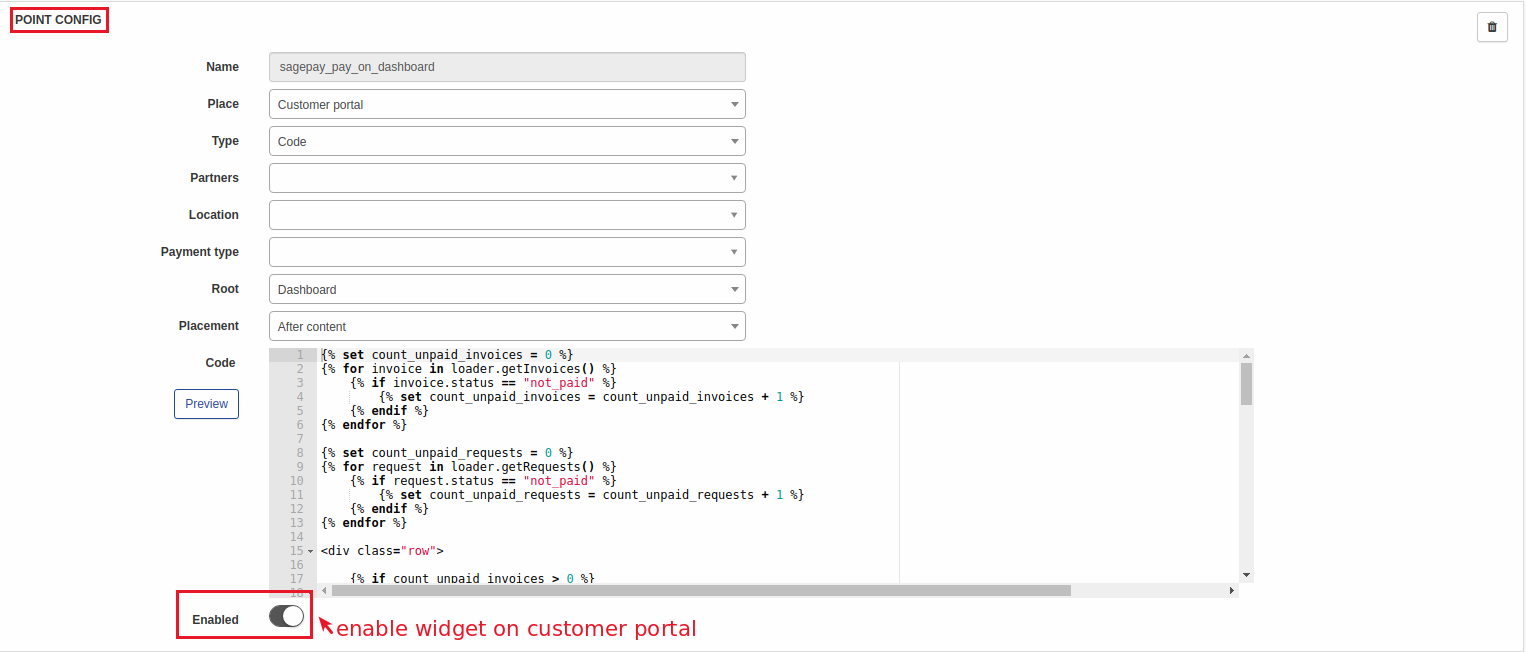 POINT CONFIG
Name sagepay_pay_on_dashboard
Place Customer portal
Type Code
Partners
Location
Payment type
Root Dashboard
Placement After content
Code
Preview
1 {% set count_unpaid_invoices = 0 %}
2 {% for invoice in loader.getInvoices() %}
3     {% if invoice.status == "not_paid" %}
4         {% set count_unpaid_invoices = count_unpaid_invoices + 1 %}
5     {% endif %}
6 {% endfor %}
7
8 {% set count_unpaid_requests = 0 %}
9 {% for request in loader.getRequests() %}
10     {% if request.status == "not_paid" %}
11         {% set count_unpaid_requests = count_unpaid_requests + 1 %}
12     {% endif %}
13 {% endfor %}
14
15 <div class="row">
16
17     {% if count_unpaid_invoices > 0 %}
18
Enabled
enable widget on customer portal